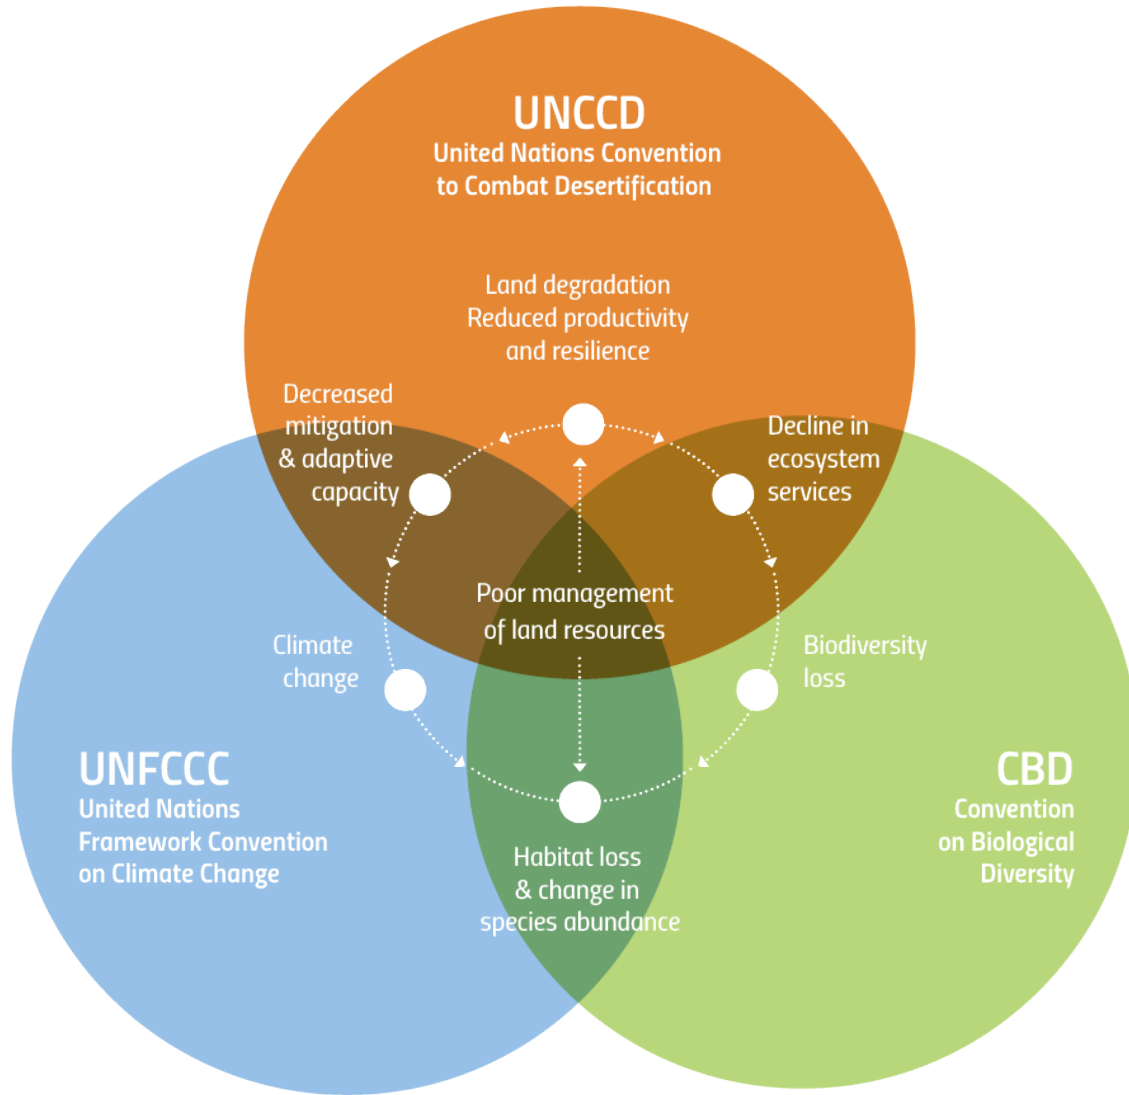 UNCCD
United Nations Convention
to Combat Desertification
Land degradation
Reduced productivity
and resilience
Decreased
mitigation
& adaptive
capacity
Decline in
ecosystem
services
Poor management
of land resources
Climate
change
Biodiversity
loss
UNFCCC
United Nations
Framework Convention
on Climate Change
CBD
Convention
on Biological
Diversity
Habitat loss
& change in
species abundance